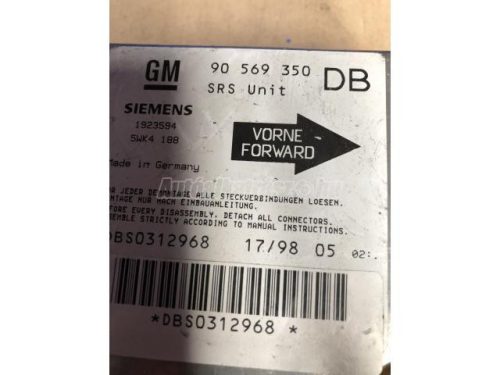 GM 90 569 350 DB
SRS Unit
SIEMENS
1923594
5WK4 188
VORNE
FORWARD
Made in Germany
JEDER DEMONTAGE ALLE STECKVERBINDUNGEN LOESEN.
NUR NACH EINBAUANLEITUNG.
BEFORE EVERY DISASSEMBLY, DETACH ALL CONNECTORS.
ASSEMBLE STRICTLY ACCORDING TO MANUAL INSTRUCTIONS.
DBS0312968 17/98 05 02:.
*DBS0312968 *